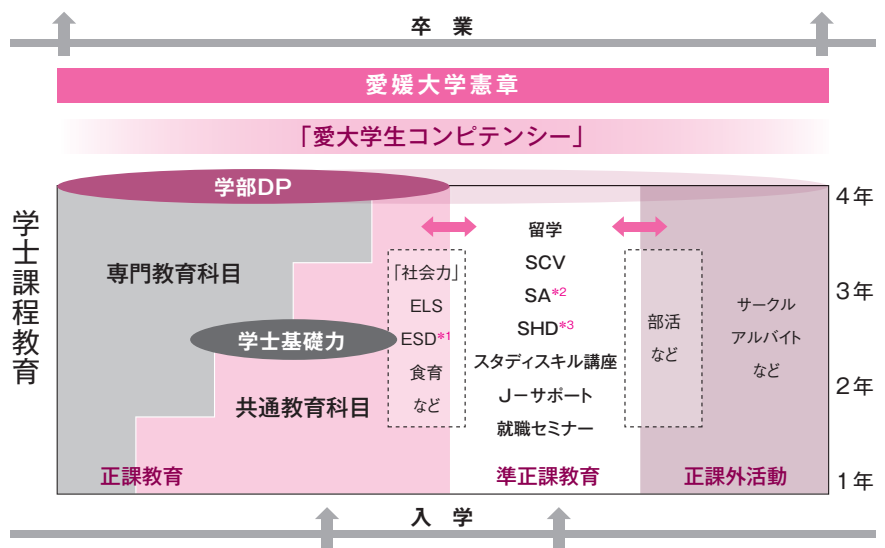 卒 業
愛媛大学憲章
「愛大学生コンピテンシー」
学部DP
学士課程教育
4年
3年
2年
1年
専門教育科目
学士基礎力
共通教育科目
正課教育
「社会力」
ELS
ESD*1
食育
など
留学
SCV
SA*2
SHD*3
スタディスキル講座
Jーサポート
就職セミナー
準正課教育
部活
など
サークル
アルバイト
など
正課外活動
入 学